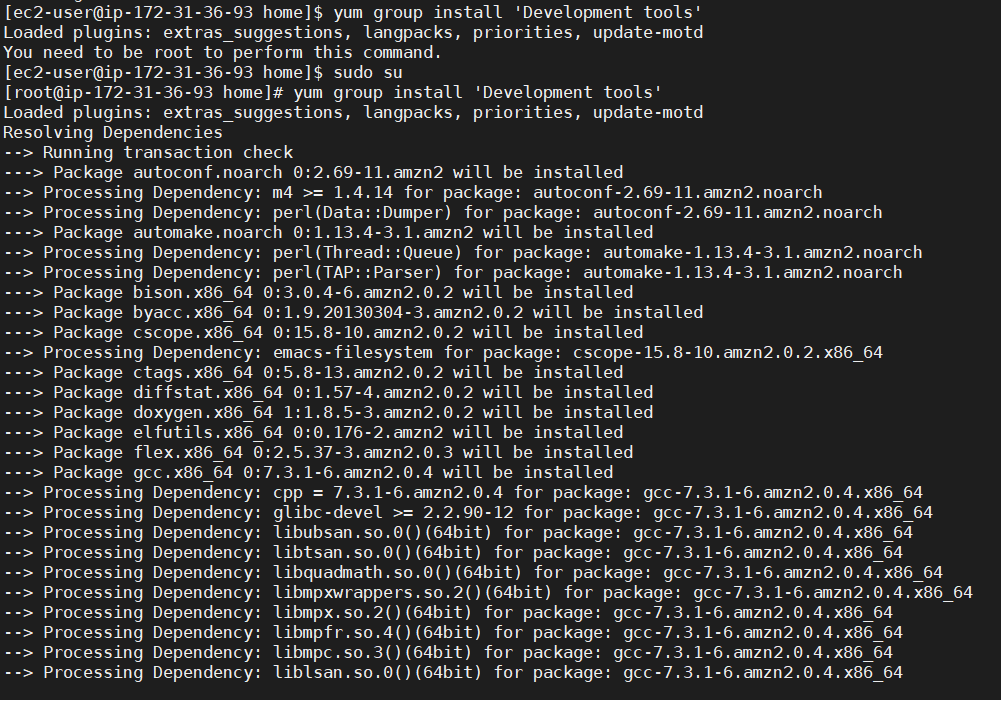 [ec2-user@ip-172-31-36-93 home]$ yum group install 'Development tools'
Loaded plugins: extras_suggestions, langpacks, priorities, update-motd
You need to be root to perform this command.
[ec2-user@ip-172-31-36-93 home]$ sudo su
[root@ip-172-31-36-93 home]# yum group install 'Development tools'
Loaded plugins: extras_suggestions, langpacks, priorities, update-motd
Resolving Dependencies
--> Running transaction check
---> Package autoconf.noarch 0:2.69-11.amzn2 will be installed
--> Processing Dependency: m4 >= 1.4.14 for package: autoconf-2.69-11.amzn2.noarch
--> Processing Dependency: perl(Data::Dumper) for package: autoconf-2.69-11.amzn2.noarch
---> Package automake.noarch 0:1.13.4-3.1.amzn2 will be installed
--> Processing Dependency: perl(Thread::Queue) for package: automake-1.13.4-3.1.amzn2.noarch
--> Processing Dependency: perl(TAP::Parser) for package: automake-1.13.4-3.1.amzn2.noarch
---> Package bison.x86_64 0:3.0.4-6.amzn2.0.2 will be installed
---> Package byacc.x86_64 0:1.9.20130304-3.amzn2.0.2 will be installed
---> Package cscope.x86_64 0:15.8-10.amzn2.0.2 will be installed
--> Processing Dependency: emacs-filesystem for package: cscope-15.8-10.amzn2.0.2.x86_64
---> Package ctags.x86_64 0:5.8-13.amzn2.0.2 will be installed
---> Package diffstat.x86_64 0:1.57-4.amzn2.0.2 will be installed
---> Package doxygen.x86_64 1:1.8.5-3.amzn2.0.2 will be installed
---> Package elfutils.x86_64 0:0.176-2.amzn2 will be installed
---> Package flex.x86_64 0:2.5.37-3.amzn2.0.3 will be installed
---> Package gcc.x86_64 0:7.3.1-6.amzn2.0.4 will be installed
--> Processing Dependency: cpp = 7.3.1-6.amzn2.0.4 for package: gcc-7.3.1-6.amzn2.0.4.x86_64
--> Processing Dependency: glibc-devel >= 2.2.90-12 for package: gcc-7.3.1-6.amzn2.0.4.x86_64
--> Processing Dependency: libubsan.so.0()(64bit) for package: gcc-7.3.1-6.amzn2.0.4.x86_64
--> Processing Dependency: libtsan.so.0()(64bit) for package: gcc-7.3.1-6.amzn2.0.4.x86_64
--> Processing Dependency: libquadmath.so.0()(64bit) for package: gcc-7.3.1-6.amzn2.0.4.x86_64
--> Processing Dependency: libmpxwrappers.so.2()(64bit) for package: gcc-7.3.1-6.amzn2.0.4.x86_64
--> Processing Dependency: libmpx.so.2()(64bit) for package: gcc-7.3.1-6.amzn2.0.4.x86_64
--> Processing Dependency: libmpfr.so.4()(64bit) for package: gcc-7.3.1-6.amzn2.0.4.x86_64
--> Processing Dependency: libmpc.so.3()(64bit) for package: gcc-7.3.1-6.amzn2.0.4.x86_64
--> Processing Dependency: liblsan.so.0()(64bit) for package: gcc-7.3.1-6.amzn2.0.4.x86_64